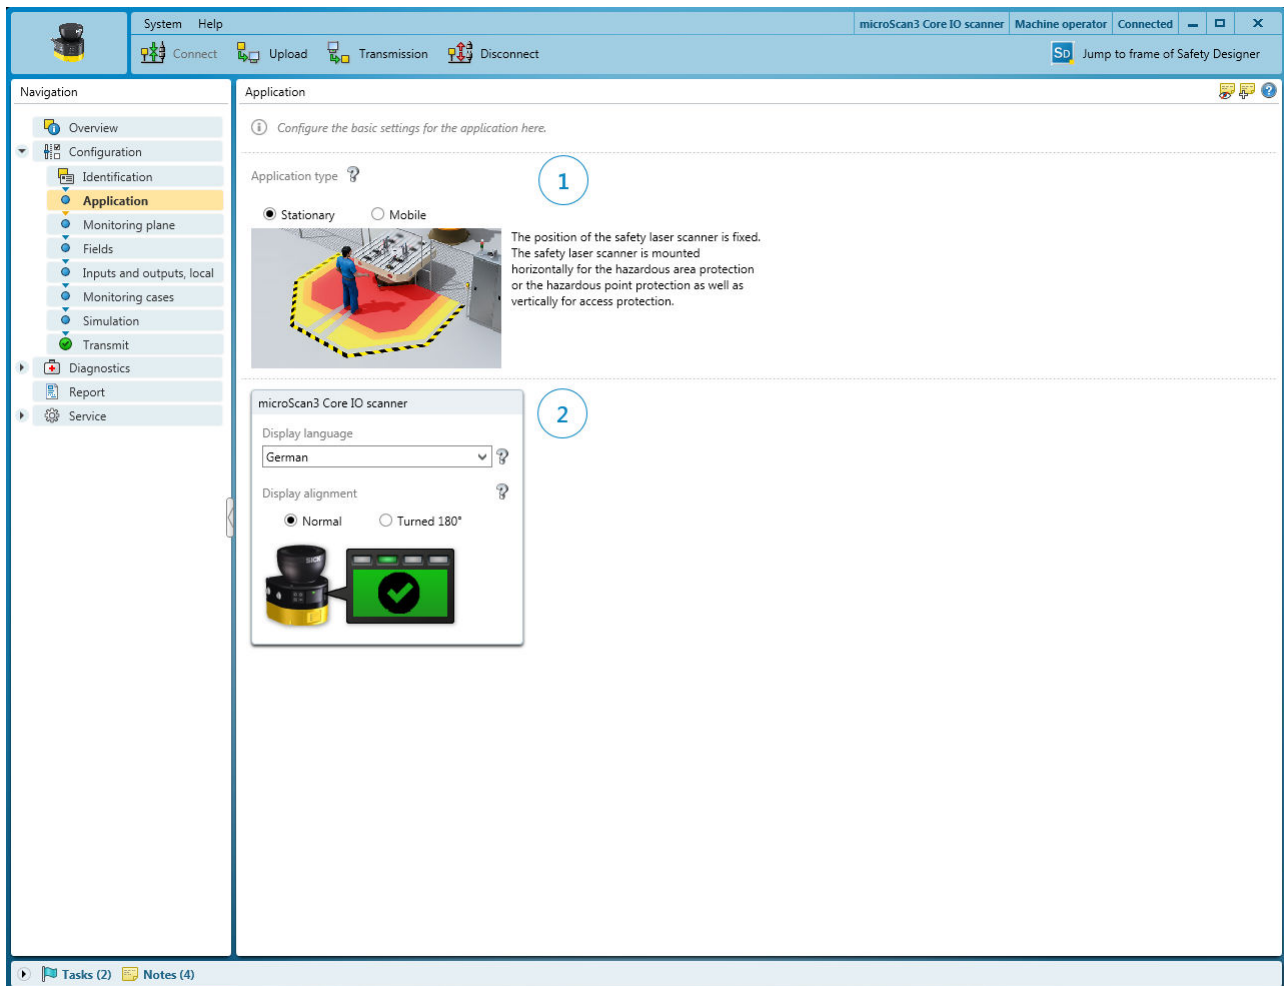 System Help
microScan3 Core IO scanner Machine operator Connected
Connect Upload Transmission Disconnect
SD Jump to frame of Safety Designer
Navigation
Overview
Configuration
Identification
Application
Monitoring plane
Fields
Inputs and outputs, local
Monitoring cases
Simulation
Transmit
Diagnostics
Report
Service
Application
Configure the basic settings for the application here.
Application type
1
Stationary Mobile
The position of the safety laser scanner is fixed.
The safety laser scanner is mounted
horizontally for the hazardous area protection
or the hazardous point protection as well as
vertically for access protection.
microScan3 Core IO scanner
2
Display language
German
Display alignment
Normal Turned 180°
SICK
Tasks (2) Notes (4)